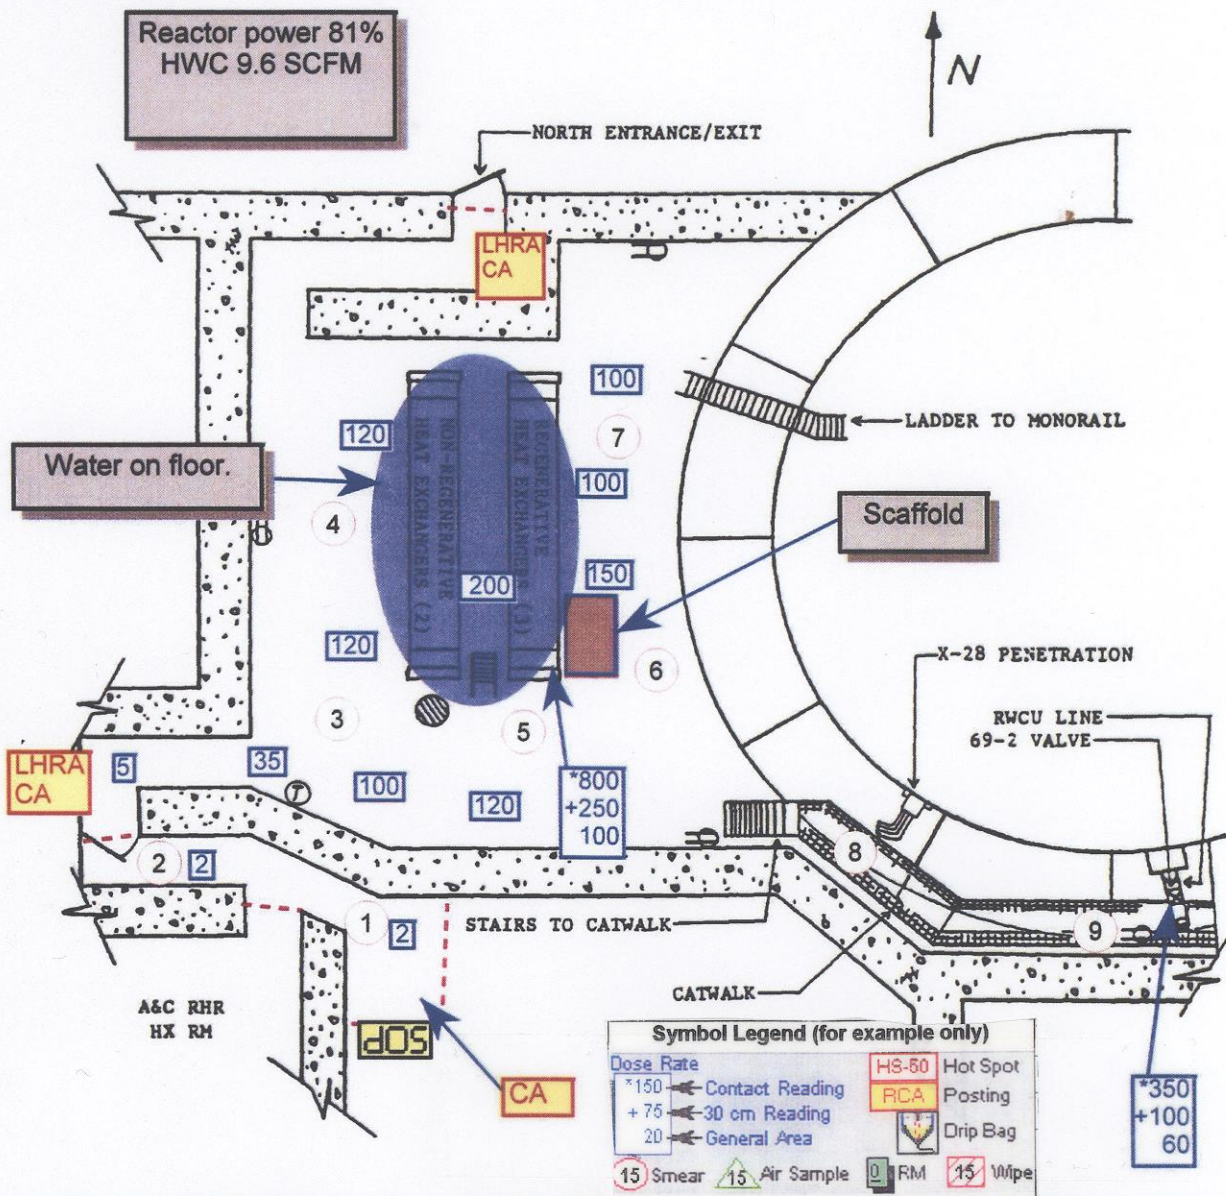 Reactor power 81%
HWC 9.6 SCFM
N
NORTH ENTRANCE/EXIT
LHRA
CA
100
LADDER TO MONORAIL
120
7
Water on floor.
100
Scaffold
4
NON-REGENERATIVE
HEAT EXCHANGERS (2)
REGENERATIVE
HEAT EXCHANGERS (3)
150
200
120
6
X-28 PENETRATION
3
5
RWCU LINE
69-2 VALVE
LHRA
CA
5
35
T
100
120
*800
+250
100
8
2
2
1
2
STAIRS TO CATWALK
9
CATWALK
A&C RHR
HX RM
SOP
CA
*350
+100
60
Symbol Legend (for example only)
Dose Rate
*150 Contact Reading
+ 75 30 cm Reading
20 General Area
HS-50 Hot Spot
RCA Posting
Drip Bag
15 Smear 15 Air Sample 0 RM 15 Wipe